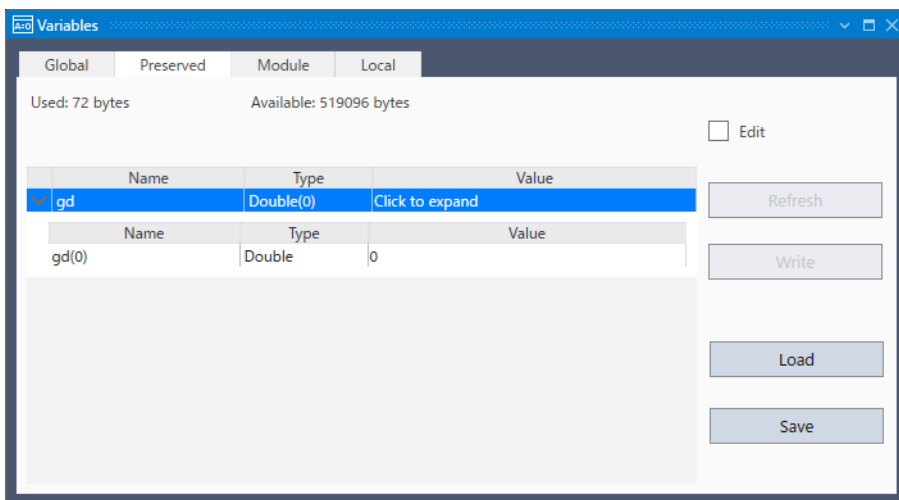 A=0 Variables
Global Preserved Module Local
Used: 72 bytes Available: 519096 bytes
Edit
Name Type Value
gd Double(0) Click to expand
Refresh
Name Type Value
gd(0) Double 0
Write
Load
Save